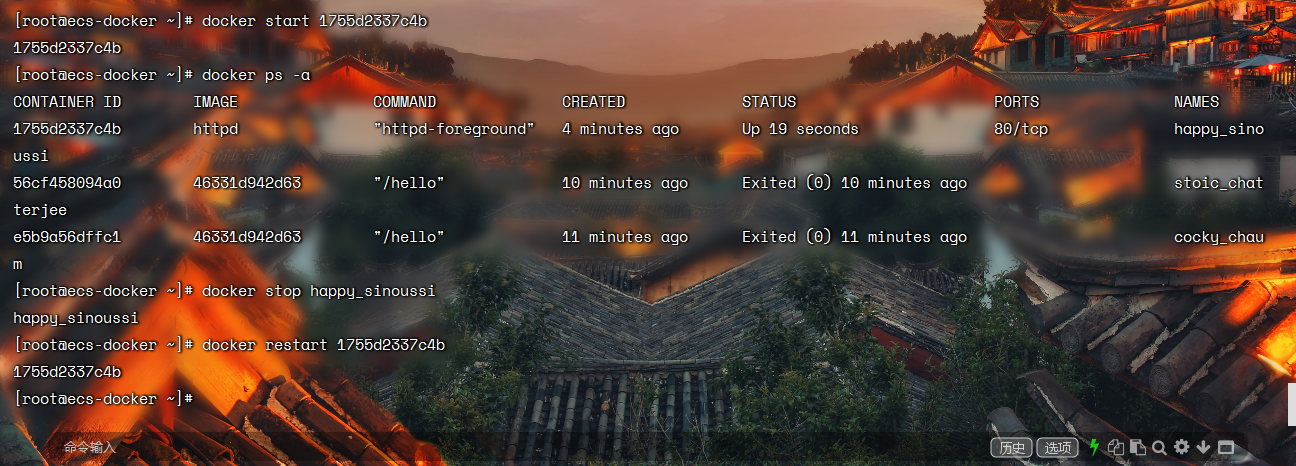 [root@ecs-docker ~]# docker start 1755d2337c4b
1755d2337c4b
[root@ecs-docker ~]# docker ps -a
CONTAINER ID IMAGE COMMAND CREATED STATUS PORTS NAMES
1755d2337c4b httpd "httpd-foreground" 4 minutes ago Up 19 seconds 80/tcp happy_sino
ussi
56cf458094a0 46331d942d63 "/hello" 10 minutes ago Exited (0) 10 minutes ago stoic_chat
terjee
e5b9a56dffc1 46331d942d63 "/hello" 11 minutes ago Exited (0) 11 minutes ago cocky_chau
m
[root@ecs-docker ~]# docker stop happy_sinoussi
happy_sinoussi
[root@ecs-docker ~]# docker restart 1755d2337c4b
1755d2337c4b
[root@ecs-docker ~]#
命令输入 历史 选项